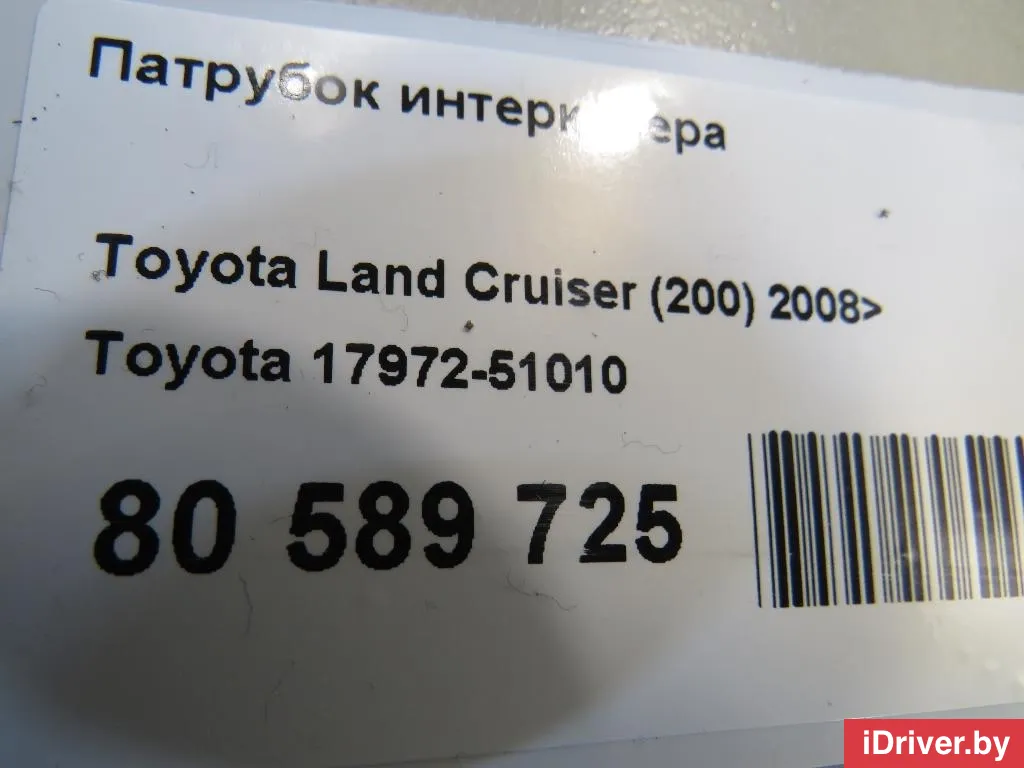 Патрубок
Toyota Land Cruiser (200) 2008>
Toyota 17972-51010
80 589 725
iDriver.by